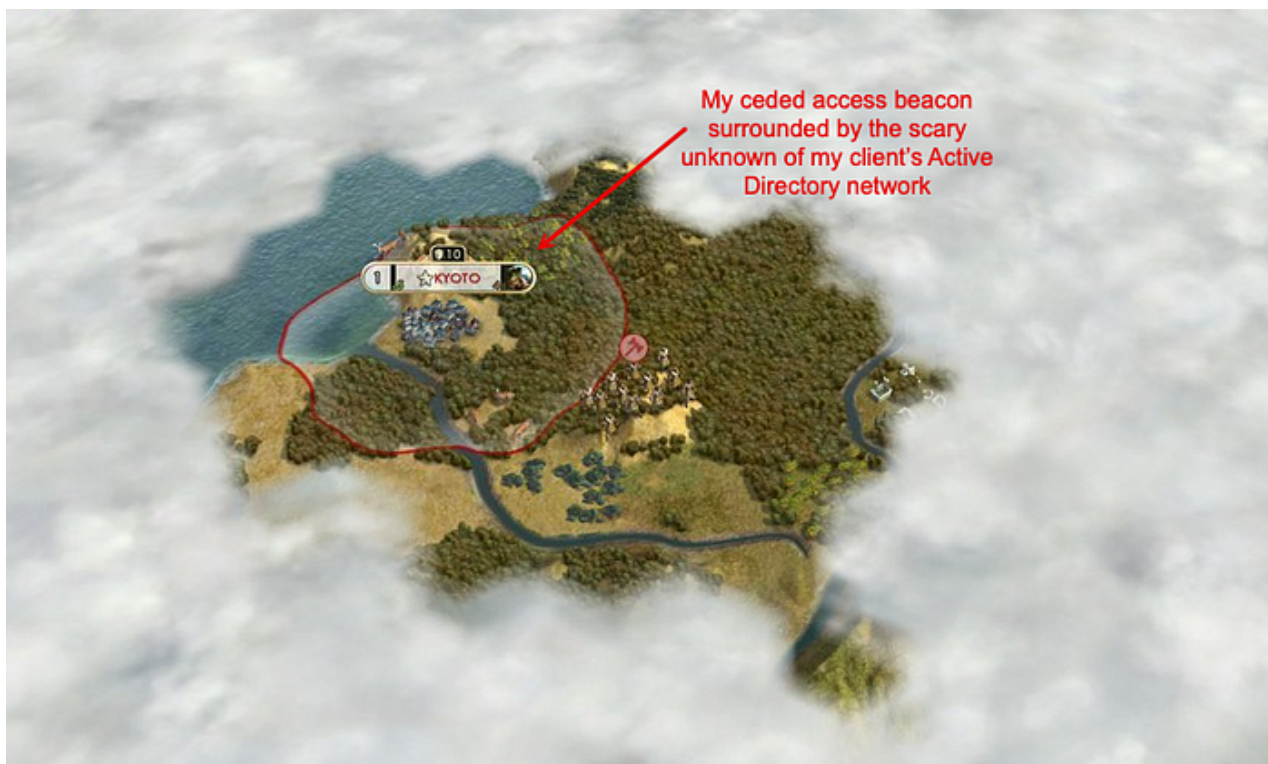 My ceded access beacon
surrounded by the scary
unknown of my client's Active
Directory network
10
1 KYOTO